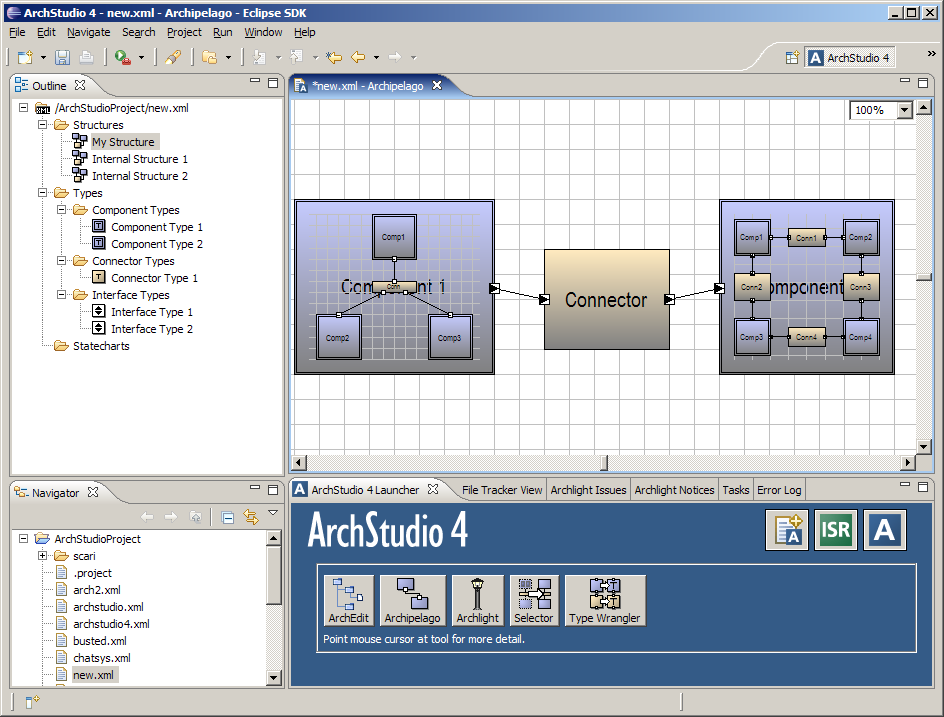 ArchStudio 4 - new.xml - Archipelago - Eclipse SDK
File Edit Navigate Search Project Run Window Help
ArchStudio 4
Outline
/ArchStudioProject/new.xml
Structures
My Structure
Internal Structure 1
Internal Structure 2
Types
Component Types
Component Type 1
Component Type 2
Connector Types
Connector Type 1
Interface Types
Interface Type 1
Interface Type 2
Statecharts
*new.xml - Archipelago
100%
Comp1
Conn
Comp2 Comp3
Connector
Comp1 Conn1 Comp2
Conn2 Conn3
Comp3 Conn4 Comp4
Navigator
ArchStudioProject
scari
.project
arch2.xml
archstudio.xml
archstudio4.xml
busted.xml
chatsys.xml
new.xml
ArchStudio 4 Launcher File Tracker View Archlight Issues Archlight Notices Tasks Error Log
ArchStudio 4
A ISR A
ArchEdit Archipelago Archlight Selector Type Wrangler
Point mouse cursor at tool for more detail.